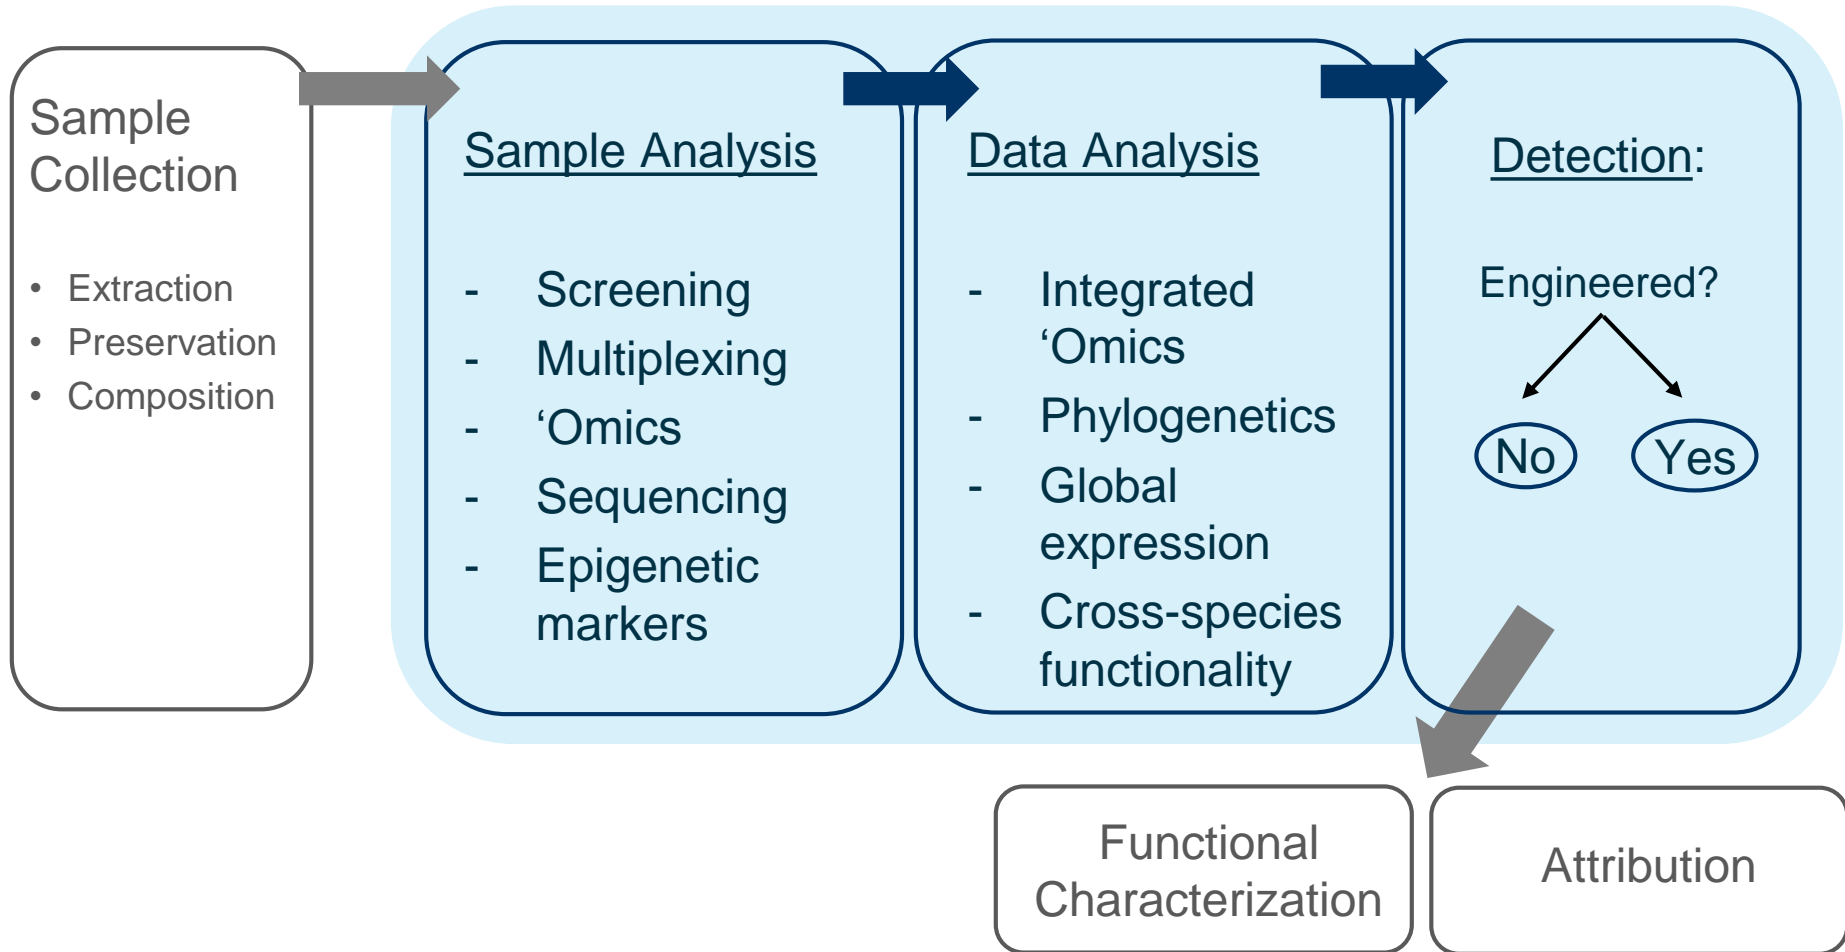 Sample
Collection
• Extraction
• Preservation
• Composition
Sample Analysis
- Screening
- Multiplexing
- ‘Omics
- Sequencing
- Epigenetic
markers
Data Analysis
- Integrated
‘Omics
- Phylogenetics
- Global
expression
- Cross-species
functionality
Detection:
Engineered?
No Yes
Functional
Characterization
Attribution